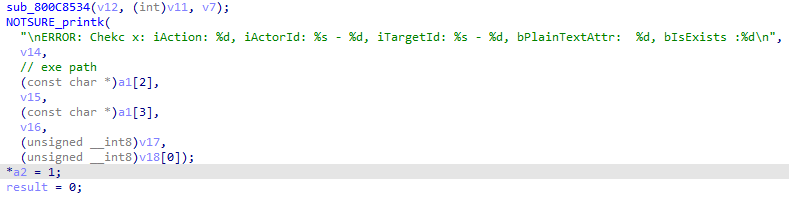 sub_800C8534(v12, (int)v11, v7);
NOTSURE_printk(
"\nERROR: Chekc x: iAction: %d, iActorId: %s - %d, iTargetId: %s - %d, bPlainTextAttr:  %d, bIsExists :%d\n",
v14,
// exe path
(const char *)a1[2],
v15,
(const char *)a1[3],
v16,
(unsigned __int8)v17,
(unsigned __int8)v18[0]);
*a2 = 1;
result = 0;